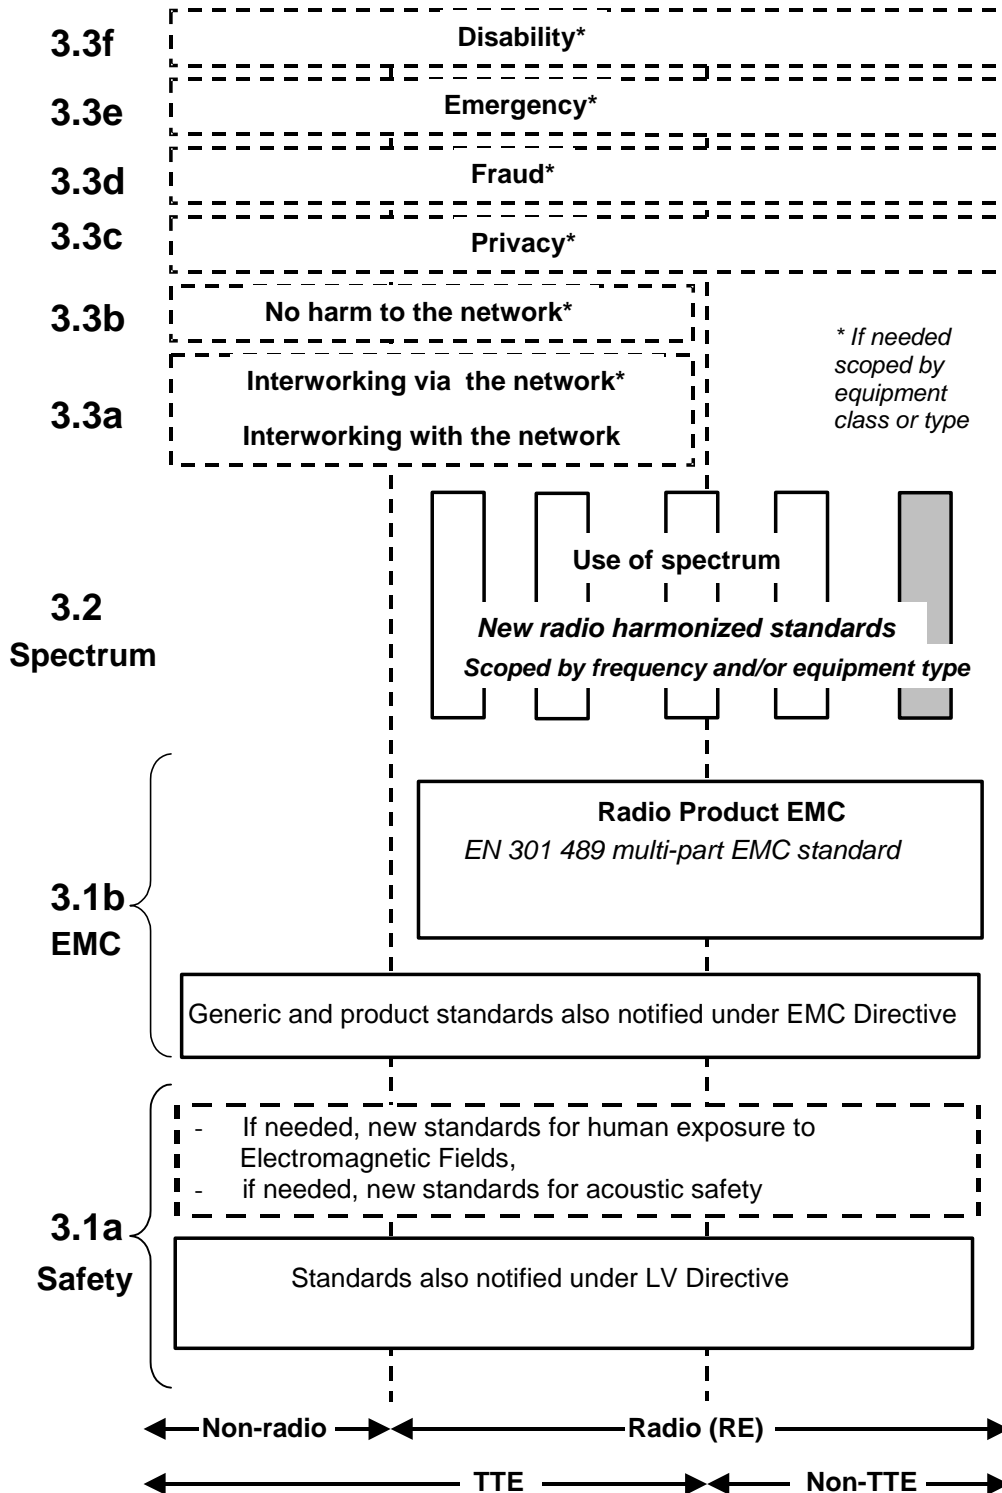 3.3f
Disability*
3.3e
Emergency*
3.3d
Fraud*
3.3c
Privacy*
3.3b
No harm to the network*
* If needed
scoped by
equipment
class or type
3.3a
Interworking via the network*
Interworking with the network
3.2
Spectrum
Use of spectrum
New radio harmonized standards
Scoped by frequency and/or equipment type
3.1b
EMC
Radio Product EMC
EN 301 489 multi-part EMC standard
Generic and product standards also notified under EMC Directive
3.1a
Safety
- If needed, new standards for human exposure to
Electromagnetic Fields,
- if needed, new standards for acoustic safety
Standards also notified under LV Directive
Non-radio
Radio (RE)
TTE
Non-TTE